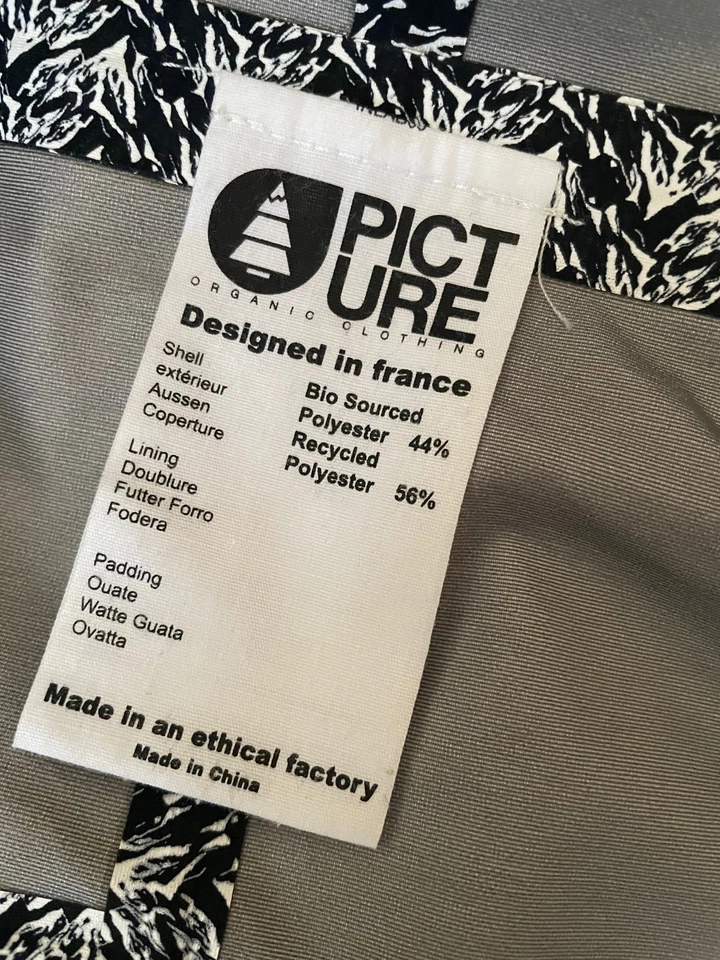 PICT
URE
ORGANIC CLOTHING
Designed in france
Shell
extérieur
Aussen
Coperture
Bio Sourced
Polyester 44%
Recycled
Polyester 56%
Lining
Doublure
Futter Forro
Fodera
Padding
Ouate
Watte Guata
Ovatta
Made in an ethical factory
Made in China